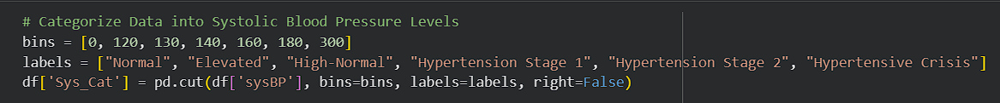 # Categorize Data into Systolic Blood Pressure Levels
bins = [0, 120, 130, 140, 160, 180, 300]
labels = ["Normal", "Elevated", "High-Normal", "Hypertension Stage 1", "Hypertension Stage 2", "Hypertensive Crisis"]
df['Sys_Cat'] = pd.cut(df['sysBP'], bins=bins, labels=labels, right=False)